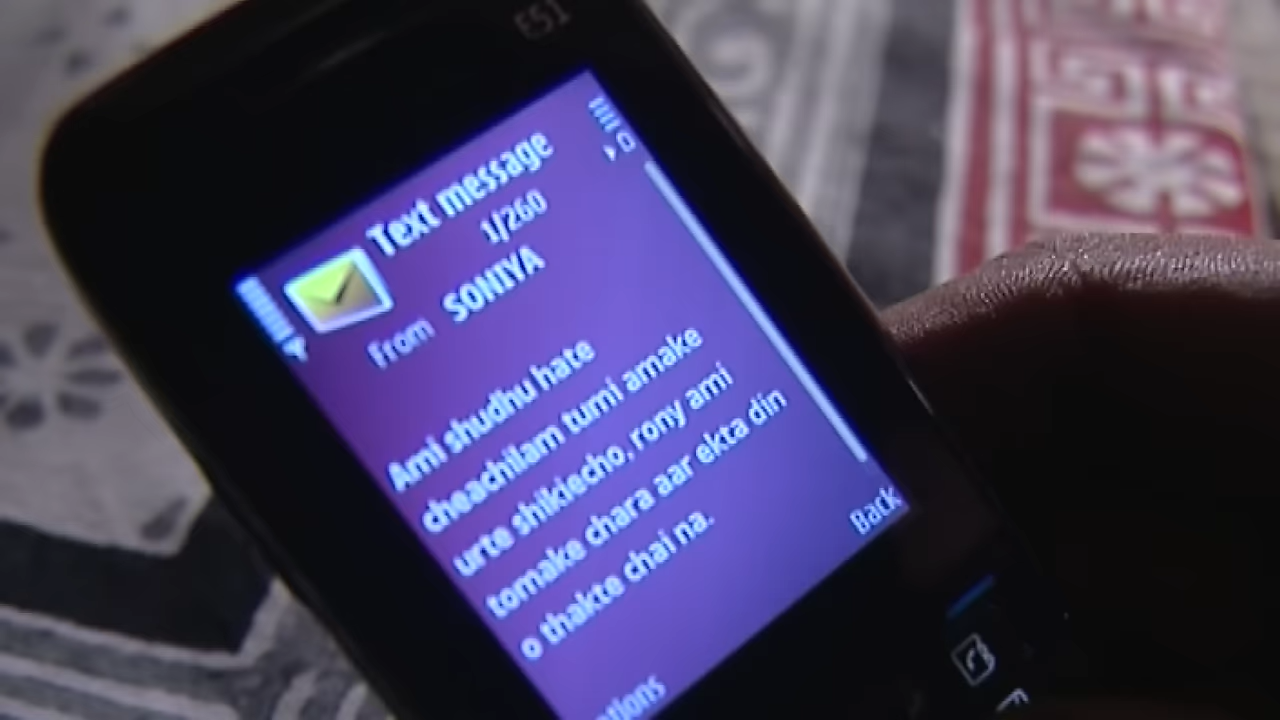 E51
Text message
1/260
From SONIYA
Ami shudhu hate
cheachilam tumi amake
urte shikiecho, rony ami
tomake chara aar ekta din
o thakte chai na.
Back